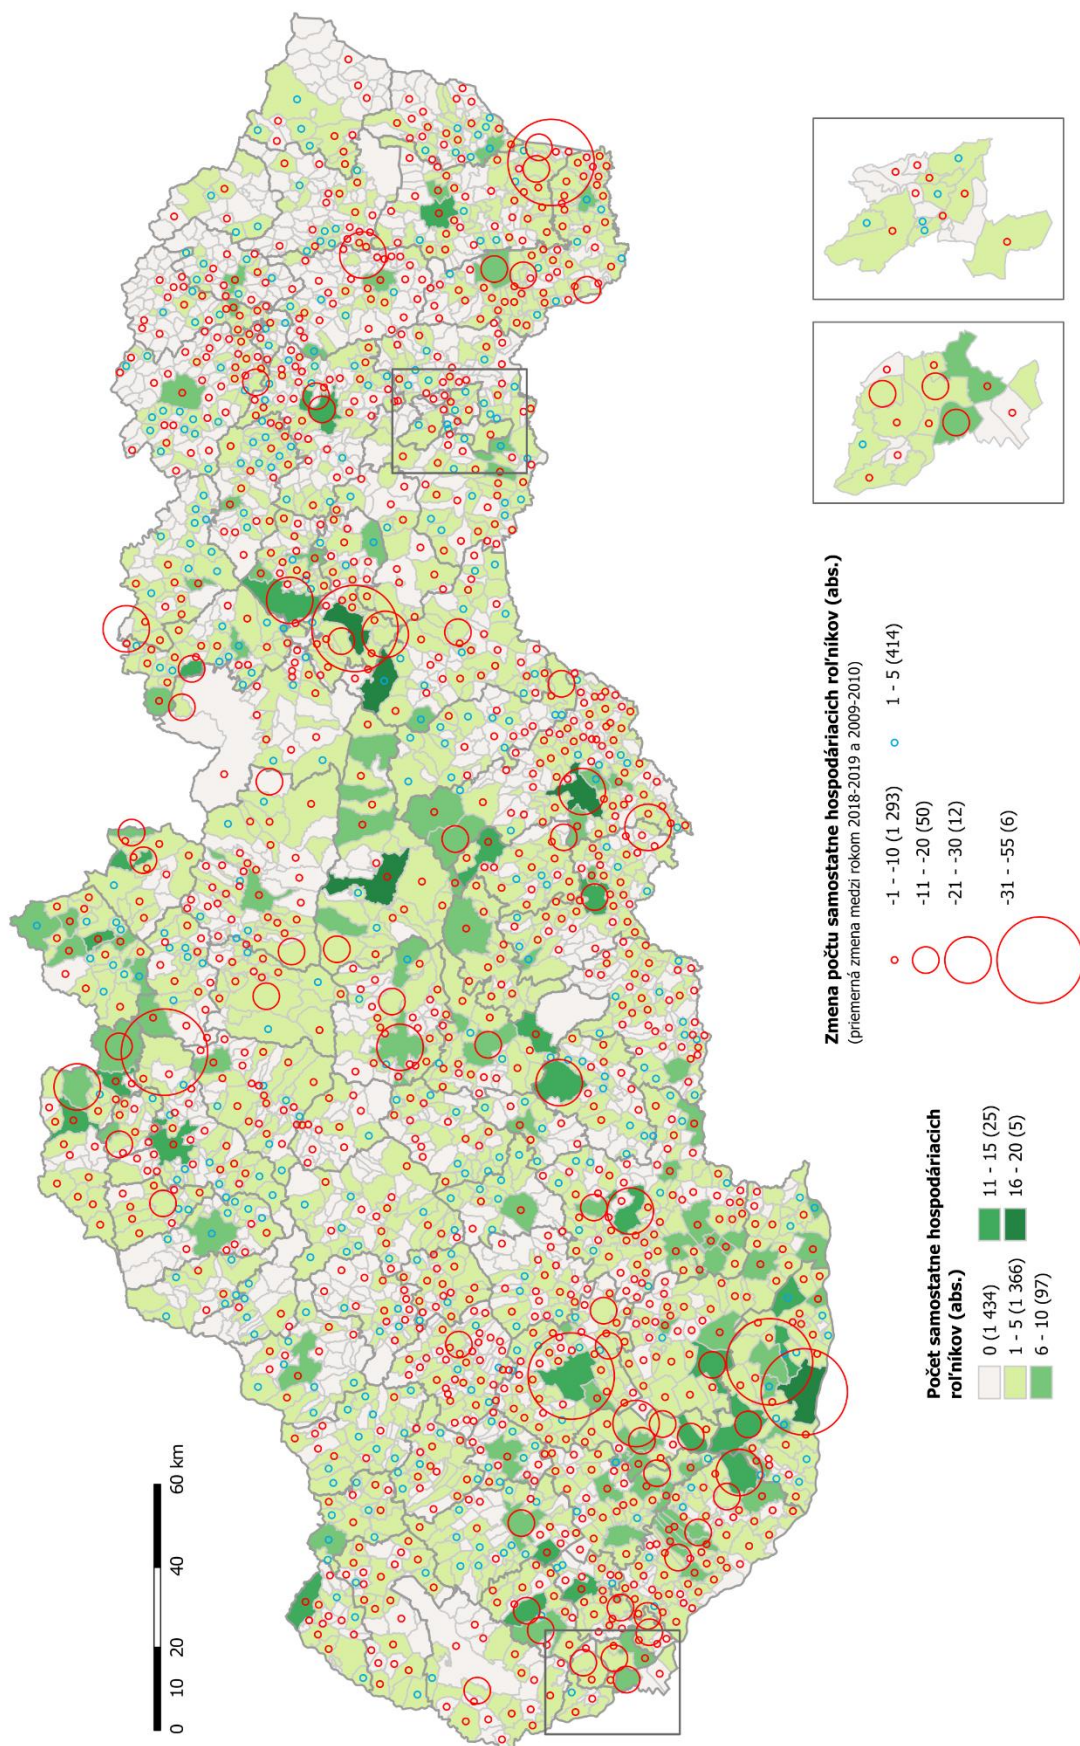 0 10 20 40 60 km
Počet samostatne hospodáriacich
roľníkov (abs.)
0 (1 434)
1 - 5 (1 366)
6 - 10 (97)
11 - 15 (25)
16 - 20 (5)
Zmena počtu samostatne hospodáriacich roľníkov (abs.)
(priemerná zmena medzi rokom 2018-2019 a 2009-2010)
-1 - -10 (1 293)
-11 - -20 (50)
-21 - -30 (12)
-31 - -55 (6)
1 - 5 (414)